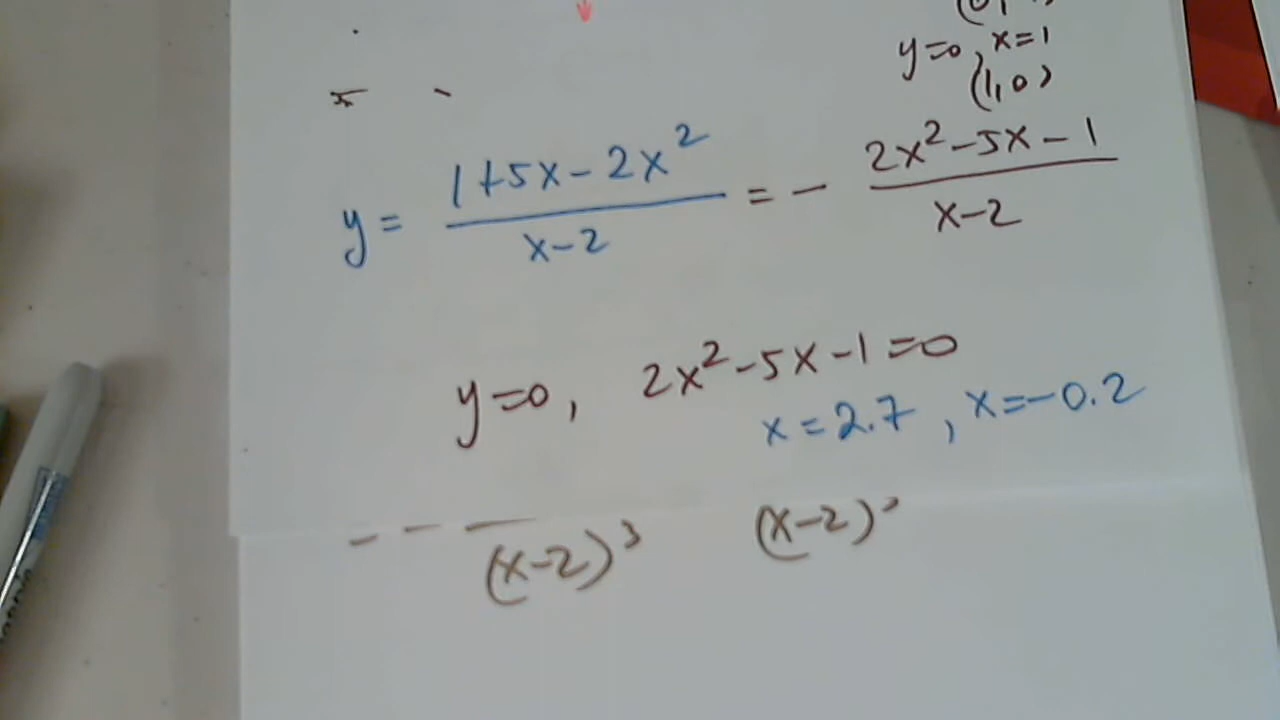 y=0, x=1
(1,0)
y = (1+5x-2x²)/(x-2) = - (2x²-5x-1)/(x-2)
y=0, 2x²-5x-1=0
x=2.7, x=-0.2
(x-2)³ (x-2)